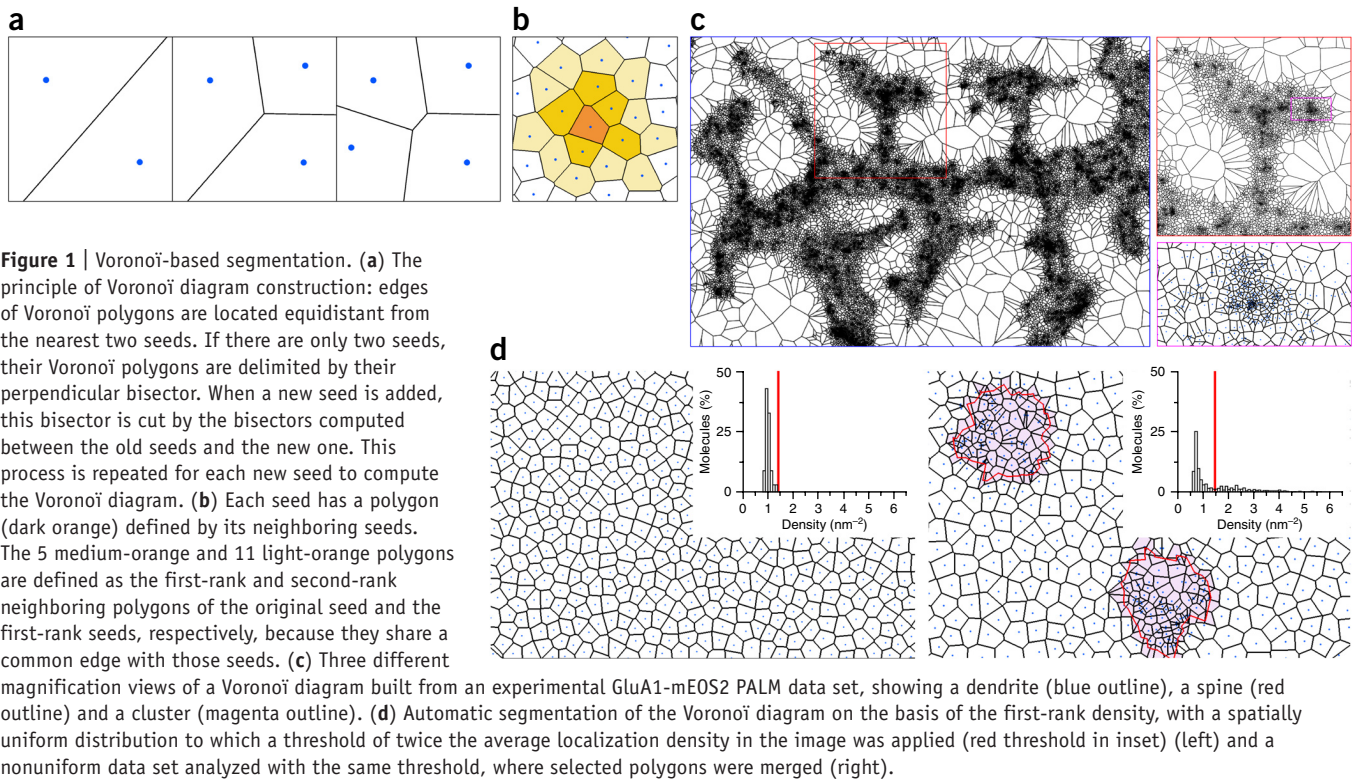 a
b
c
Figure 1 | Voronoï-based segmentation. (a) The
principle of Voronoï diagram construction: edges
of Voronoï polygons are located equidistant from
the nearest two seeds. If there are only two seeds,
their Voronoï polygons are delimited by their
perpendicular bisector. When a new seed is added,
this bisector is cut by the bisectors computed
between the old seeds and the new one. This
process is repeated for each new seed to compute
the Voronoï diagram. (b) Each seed has a polygon
(dark orange) defined by its neighboring seeds.
The 5 medium-orange and 11 light-orange polygons
are defined as the first-rank and second-rank
neighboring polygons of the original seed and the
first-rank seeds, respectively, because they share a
common edge with those seeds. (c) Three different
magnification views of a Voronoï diagram built from an experimental GluA1-mEOS2 PALM data set, showing a dendrite (blue outline), a spine (red
outline) and a cluster (magenta outline). (d) Automatic segmentation of the Voronoï diagram on the basis of the first-rank density, with a spatially
uniform distribution to which a threshold of twice the average localization density in the image was applied (red threshold in inset) (left) and a
nonuniform data set analyzed with the same threshold, where selected polygons were merged (right).
d
50
25
0
Molecules (%)
0 1 2 3 4 5 6
Density (nm⁻²)
50
25
0
Molecules (%)
0 1 2 3 4 5 6
Density (nm⁻²)